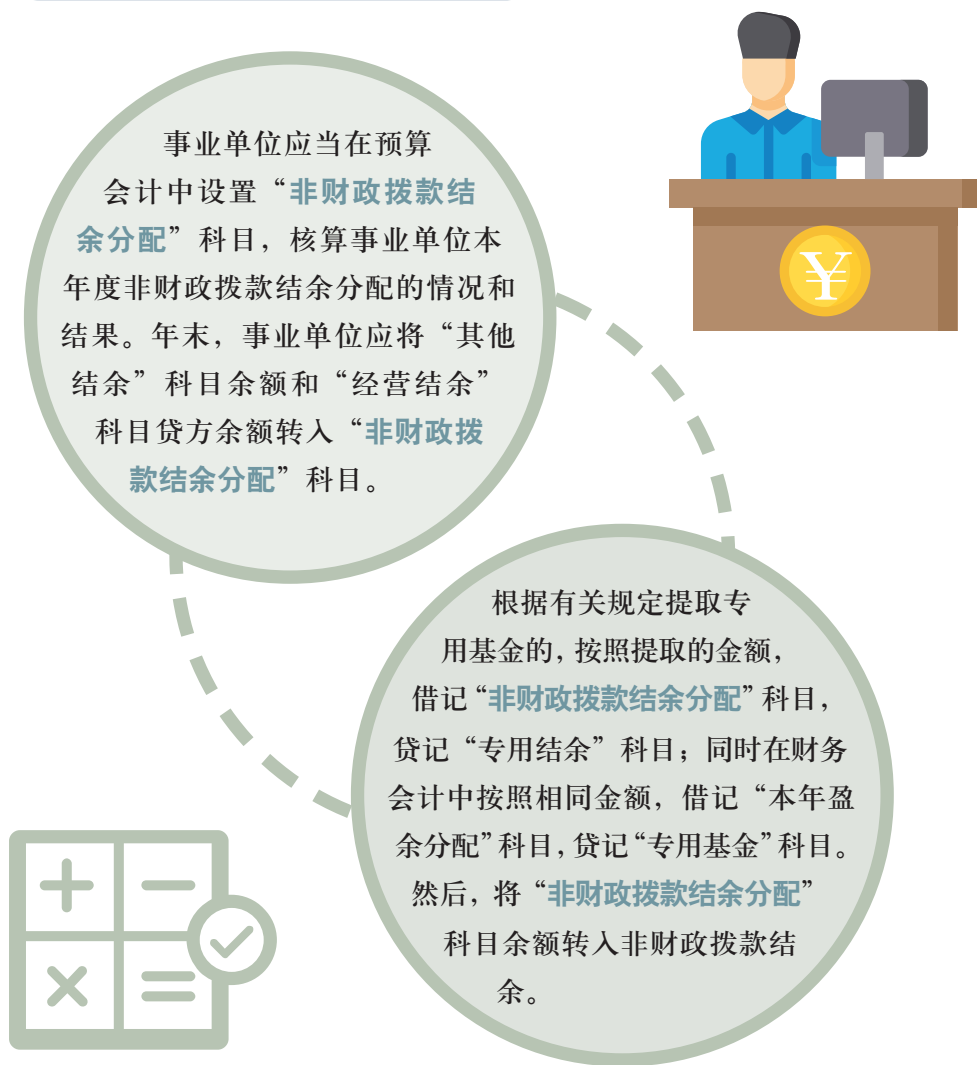 事业单位应当在预算
会计中设置“非财政拨款结
余分配”科目，核算事业单位本
年度非财政拨款结余分配的情况和
结果。年末，事业单位应将“其他
结余”科目余额和“经营结余”
科目贷方余额转入“非财政拨
款结余分配”科目。
¥
根据有关规定提取专
用基金的，按照提取的金额，
借记“非财政拨款结余分配”科目，
贷记“专用结余”科目；同时在财务
会计中按照相同金额，借记“本年盈
余分配”科目，贷记“专用基金”科目。
然后，将“非财政拨款结余分配”
科目余额转入非财政拨款结
余。